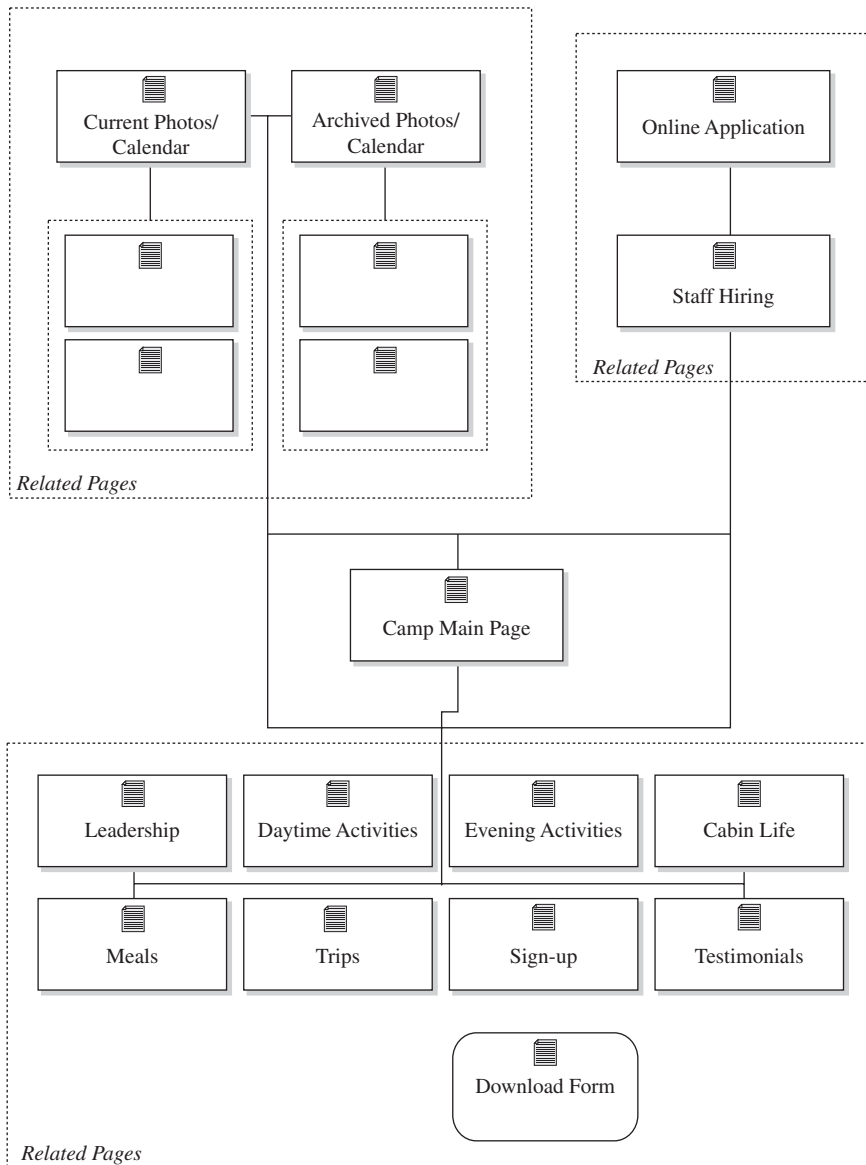 Current Photos/
Calendar
Archived Photos/
Calendar
Online Application
Staff Hiring
Related Pages
Related Pages
Camp Main Page
Leadership
Daytime Activities
Evening Activities
Cabin Life
Meals
Trips
Sign-up
Testimonials
Download Form
Related Pages